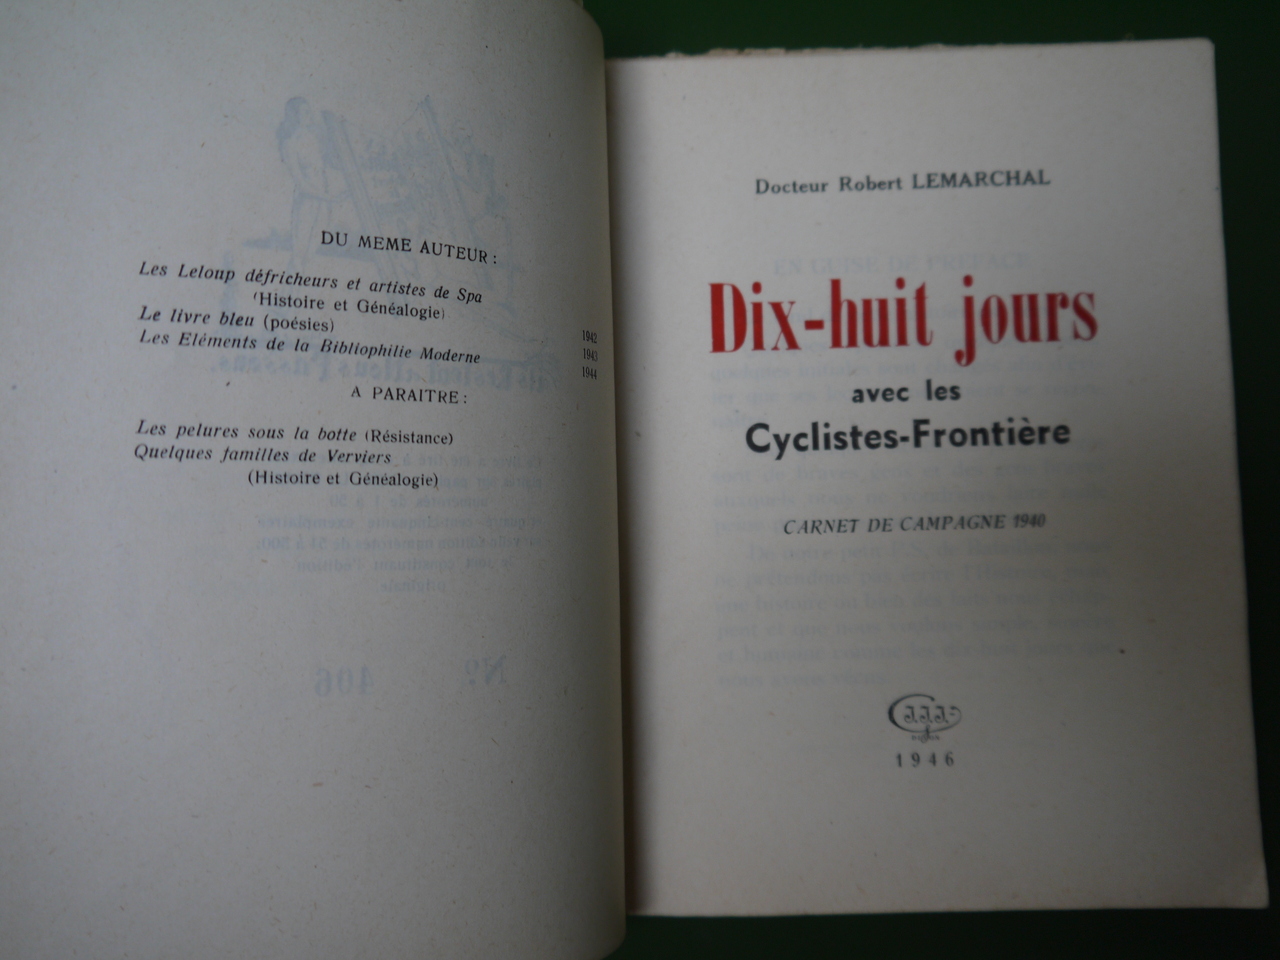 DU MEME AUTEUR :
Les Leloup défricheurs et artistes de Spa
(Histoire et Généalogie) 1942
Le livre bleu (poésies) 1943
Les Eléments de la Bibliophilie Moderne 1944
A PARAITRE :
Les pelures sous la botte (Résistance)
Quelques familles de Verviers
(Histoire et Généalogie)
Nº 406
Docteur Robert LEMARCHAL
Dix-huit jours
avec les
Cyclistes-Frontière
CARNET DE CAMPAGNE 1940
1946